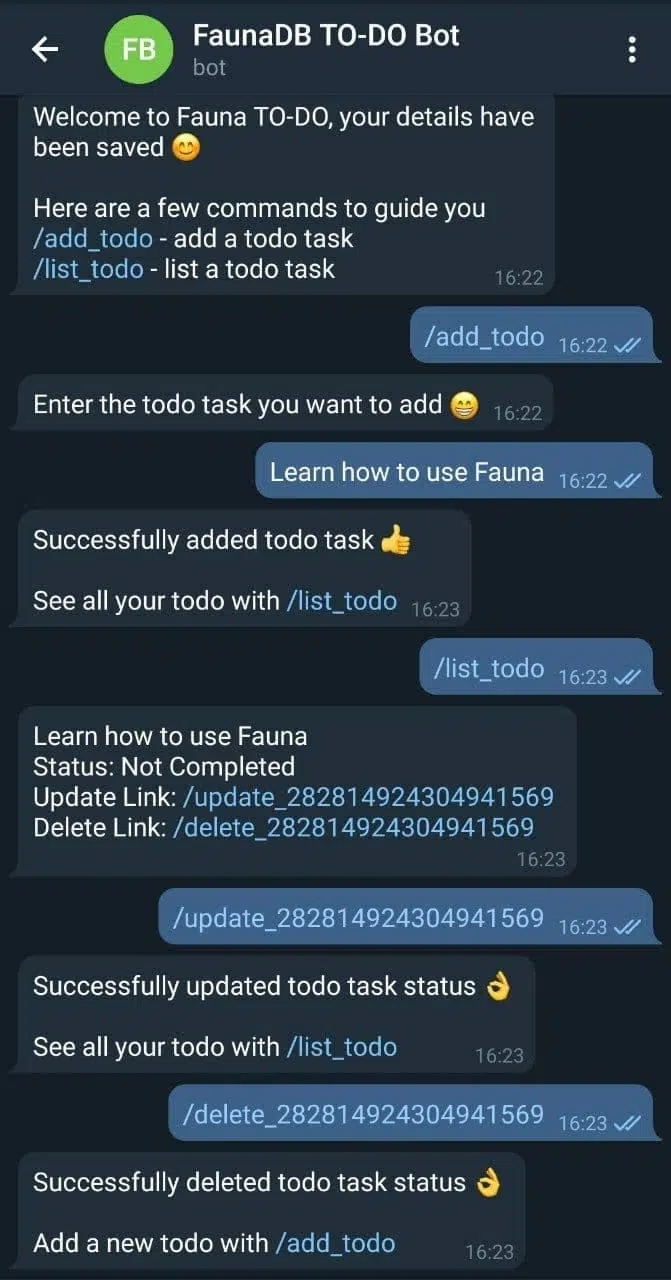 FB
FaunaDB TO-DO Bot
bot
Welcome to Fauna TO-DO, your details have
been saved 😊
Here are a few commands to guide you
/add_todo - add a todo task
/list_todo - list a todo task
16:22
/add_todo 16:22
Enter the todo task you want to add 😁 16:22
Learn how to use Fauna 16:22
Successfully added todo task 👍
See all your todo with /list_todo 16:23
/list_todo 16:23
Learn how to use Fauna
Status: Not Completed
Update Link: /update_282814924304941569
Delete Link: /delete_282814924304941569
16:23
/update_282814924304941569 16:23
Successfully updated todo task status 👌
See all your todo with /list_todo 16:23
/delete_282814924304941569 16:23
Successfully deleted todo task status 👌
Add a new todo with /add_todo 16:23